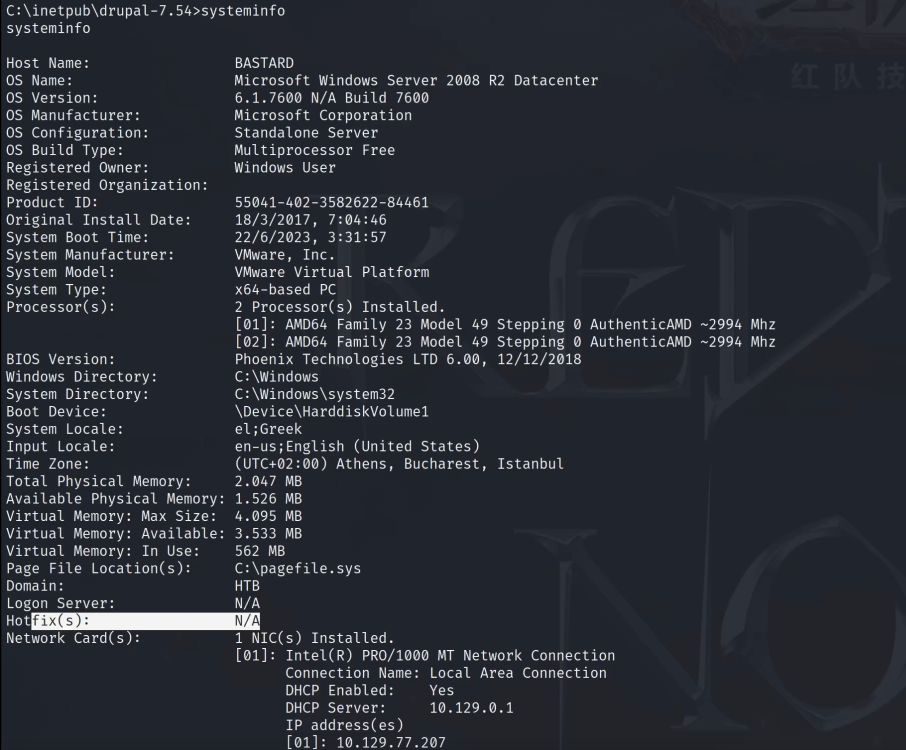 C:\inetpub\drupal-7.54>systeminfo
systeminfo
Host Name:                 BASTARD
OS Name:                   Microsoft Windows Server 2008 R2 Datacenter
OS Version:                6.1.7600 N/A Build 7600
OS Manufacturer:           Microsoft Corporation
OS Configuration:          Standalone Server
OS Build Type:             Multiprocessor Free
Registered Owner:          Windows User
Registered Organization:
Product ID:                55041-402-3582622-84461
Original Install Date:     18/3/2017, 7:04:46
System Boot Time:          22/6/2023, 3:31:57
System Manufacturer:       VMware, Inc.
System Model:              VMware Virtual Platform
System Type:               x64-based PC
Processor(s):              2 Processor(s) Installed.
                           [01]: AMD64 Family 23 Model 49 Stepping 0 AuthenticAMD ~2994 Mhz
                           [02]: AMD64 Family 23 Model 49 Stepping 0 AuthenticAMD ~2994 Mhz
BIOS Version:              Phoenix Technologies LTD 6.00, 12/12/2018
Windows Directory:         C:\Windows
System Directory:          C:\Windows\system32
Boot Device:               \Device\HarddiskVolume1
System Locale:             el;Greek
Input Locale:              en-us;English (United States)
Time Zone:                 (UTC+02:00) Athens, Bucharest, Istanbul
Total Physical Memory:     2.047 MB
Available Physical Memory: 1.526 MB
Virtual Memory: Max Size:  4.095 MB
Virtual Memory: Available: 3.533 MB
Virtual Memory: In Use:    562 MB
Page File Location(s):     C:\pagefile.sys
Domain:                    HTB
Logon Server:              N/A
Hotfix(s):                 N/A
Network Card(s):           1 NIC(s) Installed.
                           [01]: Intel(R) PRO/1000 MT Network Connection
                                 Connection Name: Local Area Connection
                                 DHCP Enabled:    Yes
                                 DHCP Server:     10.129.0.1
                                 IP address(es)
                                 [01]: 10.129.77.207
红队技
RED
NO